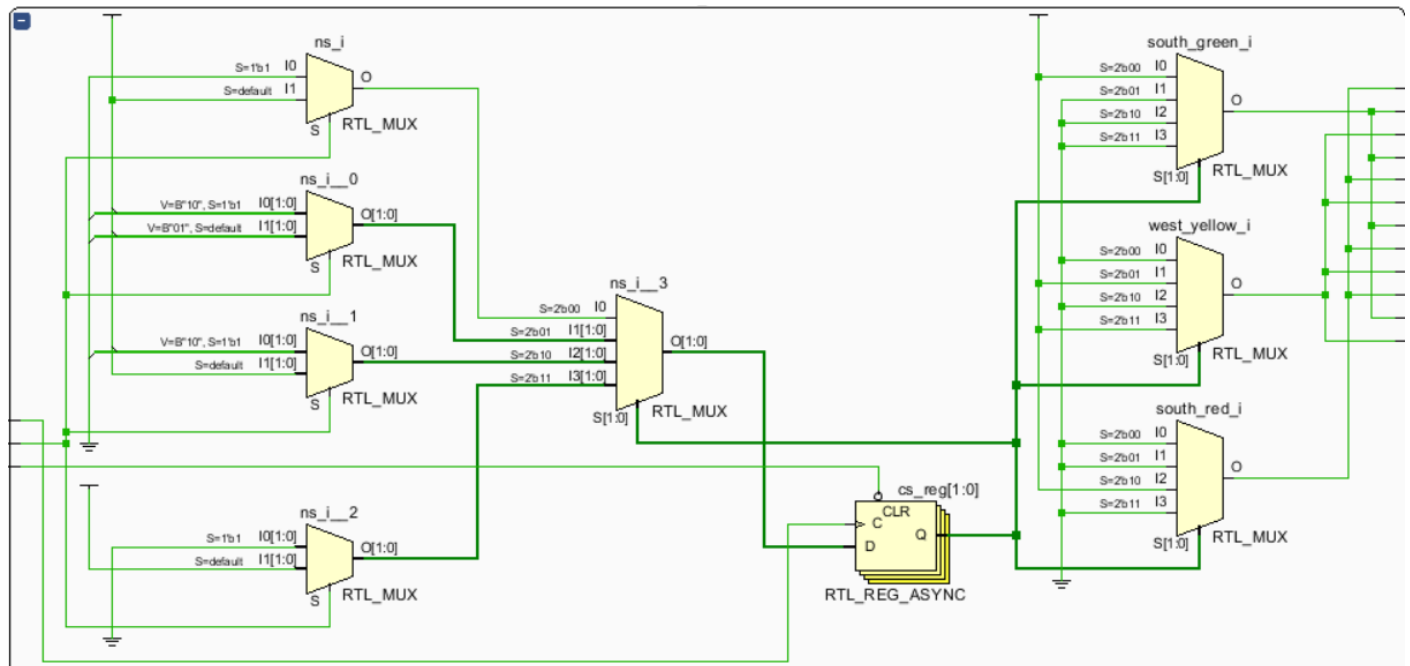 ns_i
S=1'b1 I0 O
S=default I1
S RTL_MUX
ns_i__0
V=B"10", S=1'b1 I0[1:0] O[1:0]
V=B"01", S=default I1[1:0]
S RTL_MUX
ns_i__1
V=B"10", S=1'b1 I0[1:0] O[1:0]
S=default I1[1:0]
S RTL_MUX
ns_i__2
S=1'b1 I0[1:0] O[1:0]
S=default I1[1:0]
S RTL_MUX
ns_i__3
S=2'b00 I0
S=2'b01 I1[1:0] O[1:0]
S=2'b10 I2[1:0]
S=2'b11 I3[1:0]
S[1:0] RTL_MUX
cs_reg[1:0]
CLR
C
D Q
RTL_REG_ASYNC
south_green_i
S=2'b00 I0
S=2'b01 I1 O
S=2'b10 I2
S=2'b11 I3
S[1:0] RTL_MUX
west_yellow_i
S=2'b00 I0
S=2'b01 I1 O
S=2'b10 I2
S=2'b11 I3
S[1:0] RTL_MUX
south_red_i
S=2'b00 I0
S=2'b01 I1 O
S=2'b10 I2
S=2'b11 I3
S[1:0] RTL_MUX